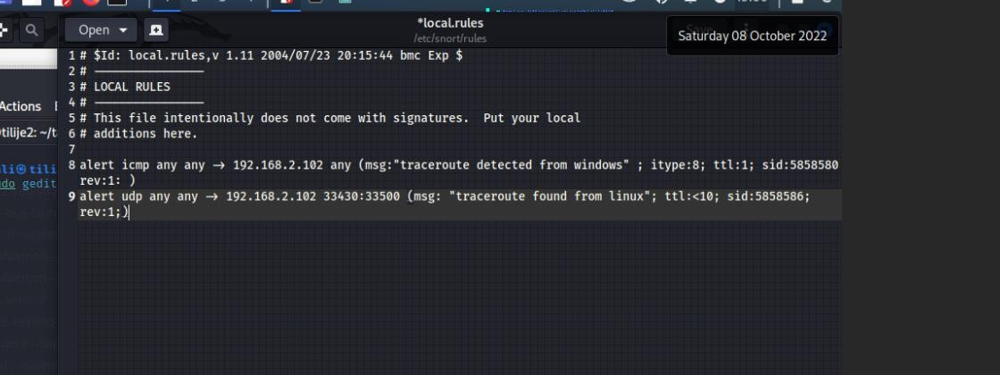 Open
*local.rules
/etc/snort/rules
Save
Saturday 08 October 2022
Actions
tilije2: ~/t
li㉿tili
do gedit
1 # $Id: local.rules,v 1.11 2004/07/23 20:15:44 bmc Exp $
2 # ————————————————
3 # LOCAL RULES
4 # ————————————————
5 # This file intentionally does not come with signatures.  Put your local
6 # additions here.
7
8 alert icmp any any → 192.168.2.102 any (msg:"traceroute detected from windows" ; itype:8; ttl:1; sid:5858580
rev:1: )
9 alert udp any any → 192.168.2.102 33430:33500 (msg: "traceroute found from linux"; ttl:<10; sid:5858586;
rev:1;)